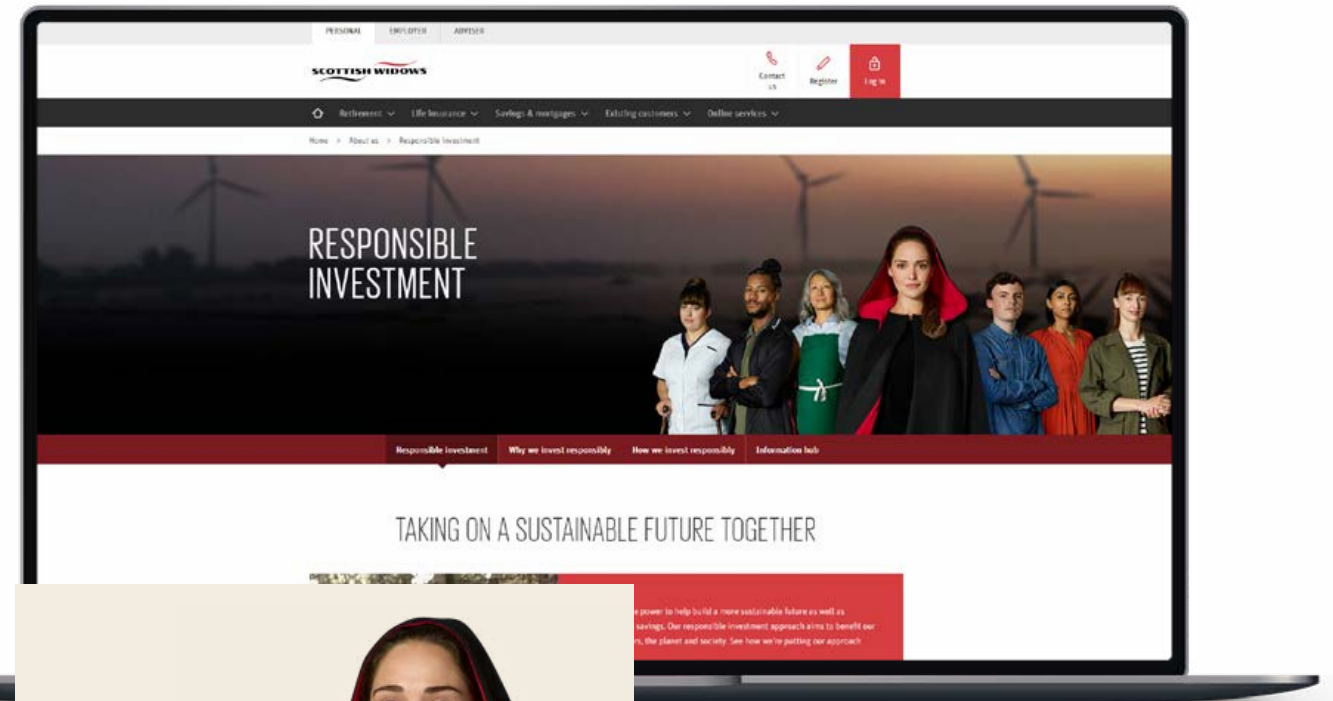 PERSONAL EMPLOYER ADVISER
SCOTTISH WIDOWS
Contact us
Register
Log in
Retirement Life Insurance Savings & mortgages Existing customers Online services
Home > About us > Responsible Investment
RESPONSIBLE
INVESTMENT
Responsible investment Why we invest responsibly How we invest responsibly Information hub
TAKING ON A SUSTAINABLE FUTURE TOGETHER
power to help build a more sustainable future as well as
savings. Our responsible investment approach aims to benefit our
the planet and society. See how we're putting our approach